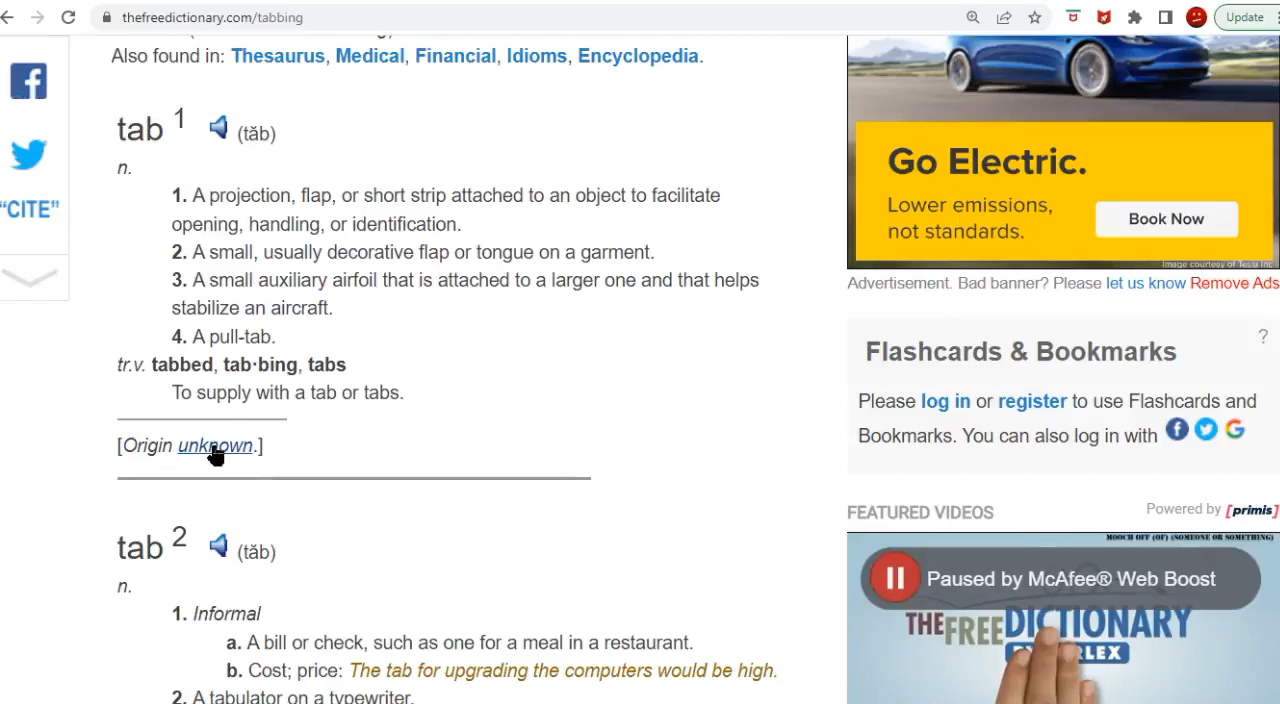 thefreedictionary.com/tabbing
Update
Also found in: Thesaurus, Medical, Financial, Idioms, Encyclopedia.
"CITE"
tab 1 (tăb)
n.
1. A projection, flap, or short strip attached to an object to facilitate
opening, handling, or identification.
2. A small, usually decorative flap or tongue on a garment.
3. A small auxiliary airfoil that is attached to a larger one and that helps
stabilize an aircraft.
4. A pull-tab.
tr.v. tabbed, tab·bing, tabs
To supply with a tab or tabs.
[Origin unknown.]
tab 2 (tăb)
n.
1. Informal
a. A bill or check, such as one for a meal in a restaurant.
b. Cost; price: The tab for upgrading the computers would be high.
2. A tabulator on a typewriter.
Go Electric.
Lower emissions,
not standards.
Book Now
Image courtesy of Tesla Inc
Advertisement. Bad banner? Please let us know Remove Ads
Flashcards & Bookmarks ?
Please log in or register to use Flashcards and
Bookmarks. You can also log in with
FEATURED VIDEOS
Powered by [primis]
MOOCH OFF (OF) (SOMEONE OR SOMETHING)
Paused by McAfee® Web Boost
THEFREEDICTIONARY